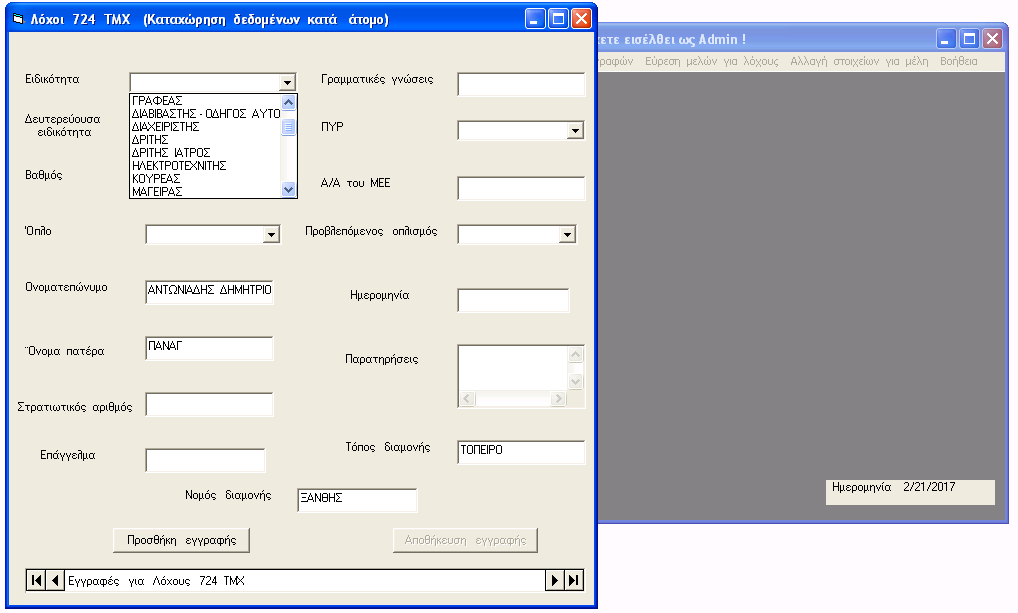 Λόχοι 724 ΤΜΧ (Καταχώρηση δεδομένων κατά άτομο)
ετε εισέλθει ως Admin !
ραφών Εύρεση μελών για λόχους Αλλαγή στοιχείων για μέλη Βοήθεια
Ειδικότητα
Γραμματικές γνώσεις
ΓΡΑΦΕΑΣ
ΔΙΑΒΙΒΑΣΤΗΣ - ΟΔΗΓΟΣ ΑΥΤΟ
ΔΙΑΧΕΙΡΙΣΤΗΣ
ΔΡΙΤΗΣ
ΔΡΙΤΗΣ ΙΑΤΡΟΣ
ΗΛΕΚΤΡΟΤΕΧΝΙΤΗΣ
ΚΟΥΡΕΑΣ
ΜΑΓΕΙΡΑΣ
Δευτερεύουσα
ειδικότητα
ΠΥΡ
Βαθμός
Α/Α του ΜΕΕ
Όπλο
Προβλεπόμενος οπλισμός
Ονοματεπώνυμο
ΑΝΤΩΝΙΑΔΗΣ ΔΗΜΗΤΡΙΟ
Ημερομηνία
¨Ονομα πατέρα
ΠΑΝΑΓ
Παρατηρήσεις
Στρατιωτικός αριθμός
Επάγγελμα
Τόπος διαμονής
ΤΟΠΕΙΡΟ
Νομός διαμονής
ΞΑΝΘΗΣ
Ημερομηνία 2/21/2017
Προσθήκη εγγραφής
Αποθήκευση εγγραφής
Εγγραφές για Λόχους 724 ΤΜΧ